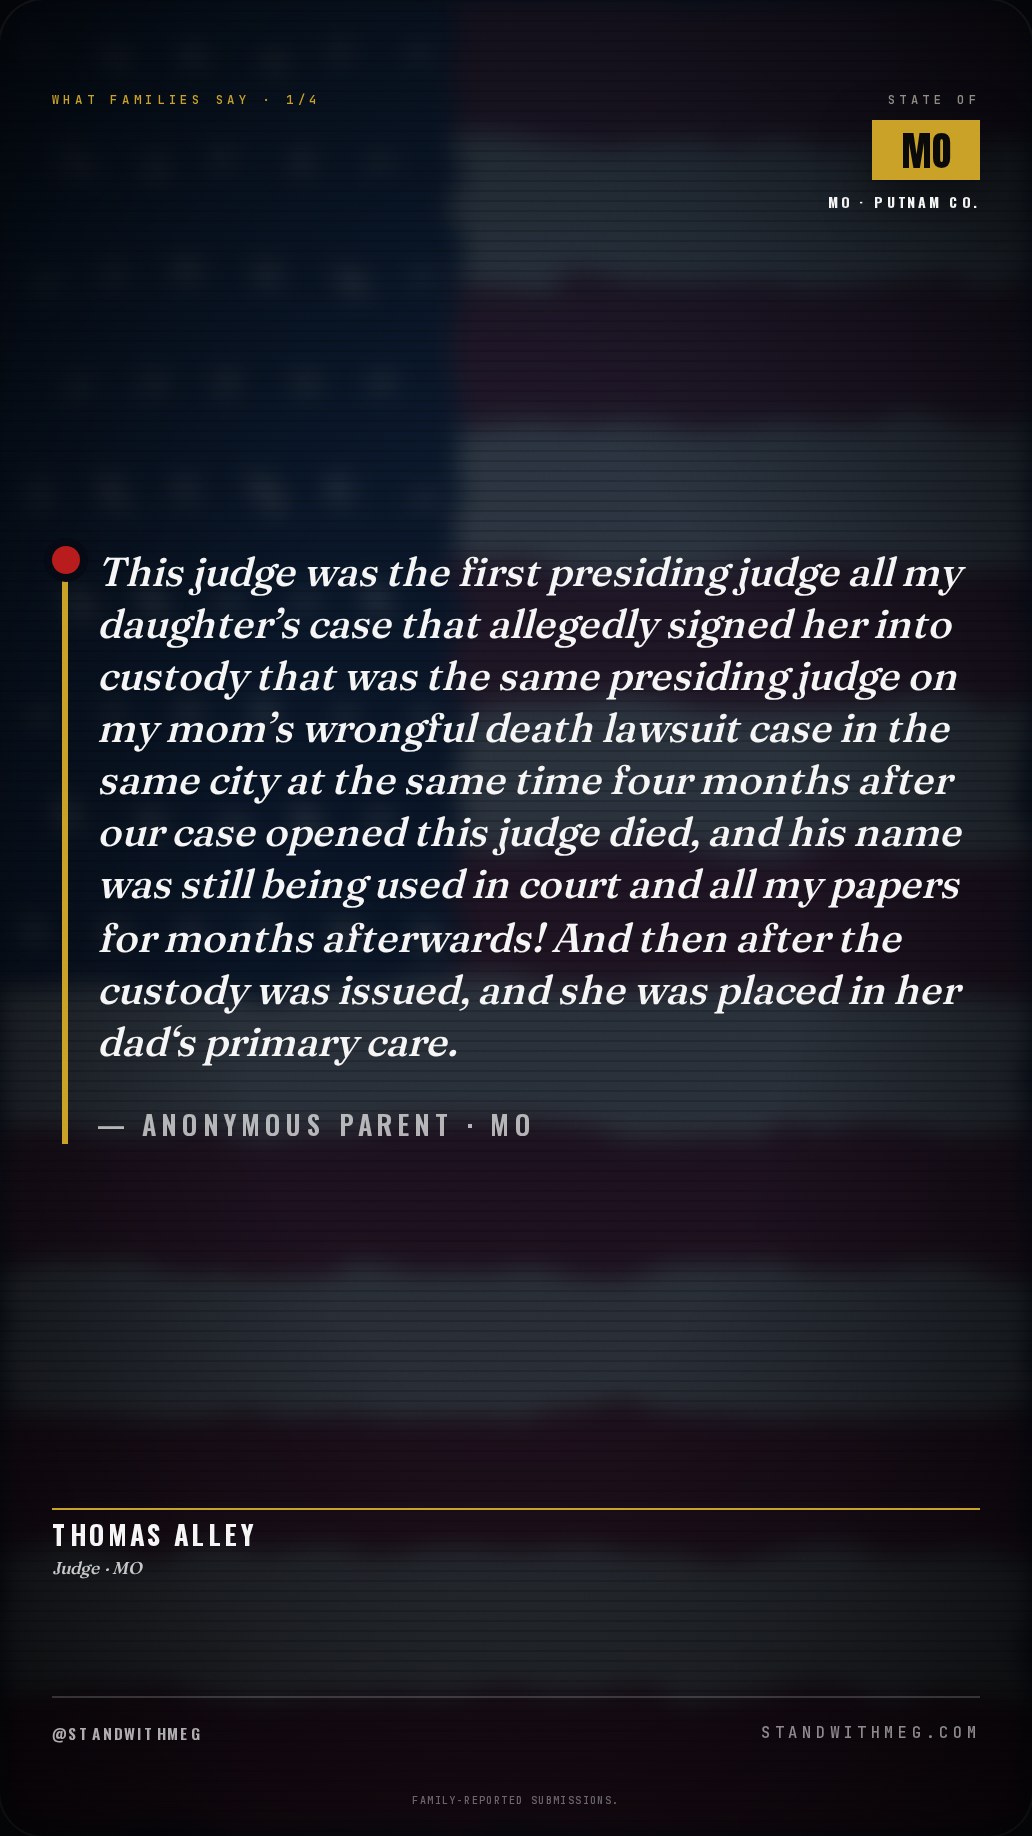 WHAT FAMILIES SAY · 1/4
STATE OF
MO
MO · PUTNAM CO.
This judge was the first presiding judge all my
daughter’s case that allegedly signed her into
custody that was the same presiding judge on
my mom’s wrongful death lawsuit case in the
same city at the same time four months after
our case opened this judge died, and his name
was still being used in court and all my papers
for months afterwards! And then after the
custody was issued, and she was placed in her
dad‘s primary care.
— ANONYMOUS PARENT · MO
THOMAS ALLEY
Judge · MO
@STANDWITHMEG
STANDWITHMEG.COM
FAMILY-REPORTED SUBMISSIONS.